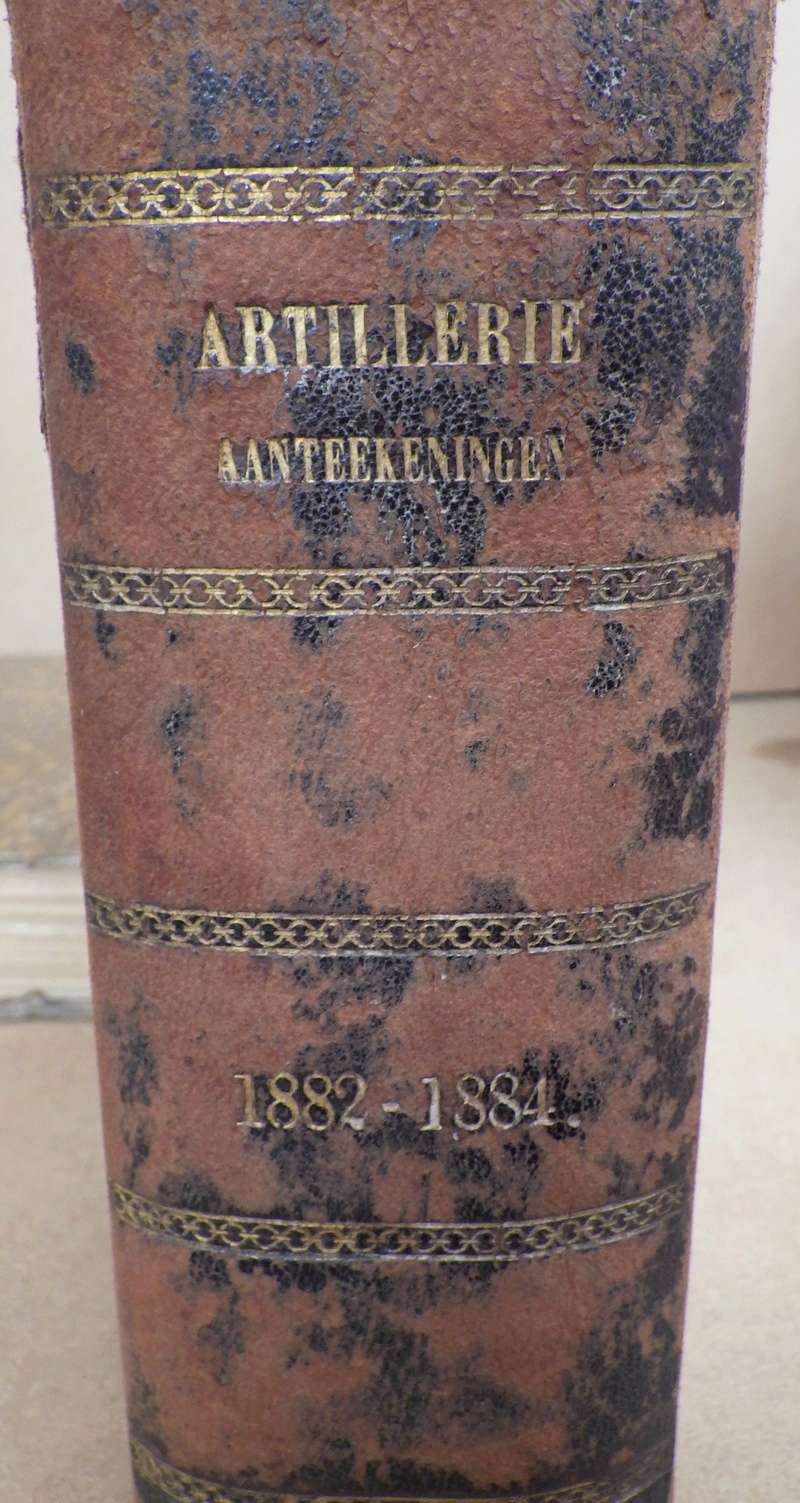 ARTILLERIE
AANTEEKENINGEN
1882-1884.